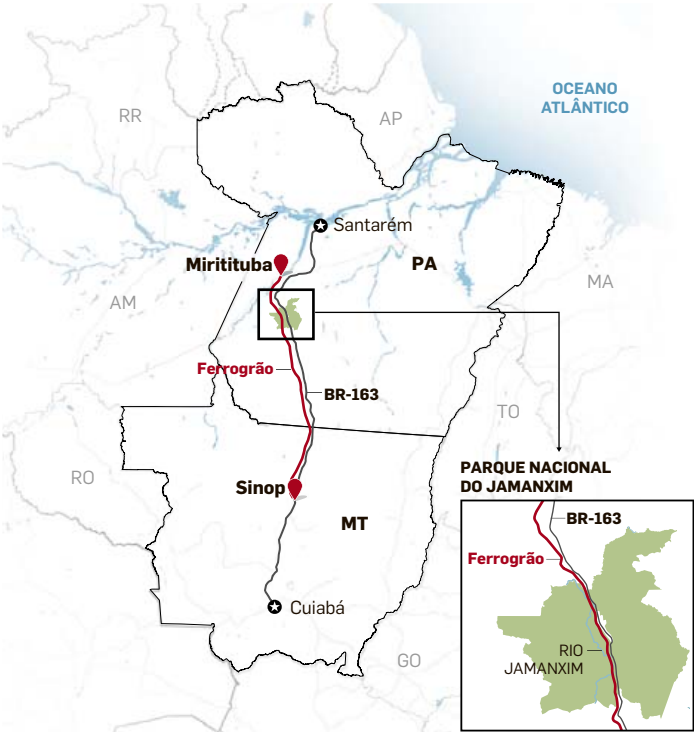 OCEANO
ATLÂNTICO
RR
AP
Santarém
Miritituba
PA
MA
AM
Ferrogrão
BR-163
TO
RO
PARQUE NACIONAL
DO JAMANXIM
Sinop
MT
BR-163
Ferrogrão
Cuiabá
GO
RIO
JAMANXIM